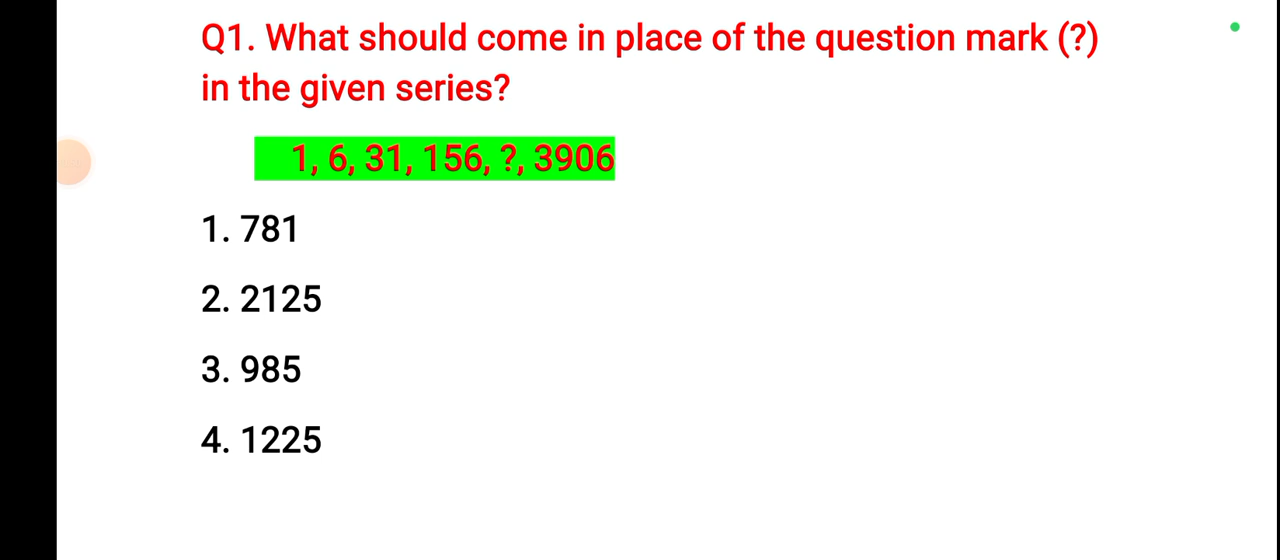 Q1. What should come in place of the question mark (?)
in the given series?
1, 6, 31, 156, ?, 3906
1. 781
2. 2125
3. 985
4. 1225